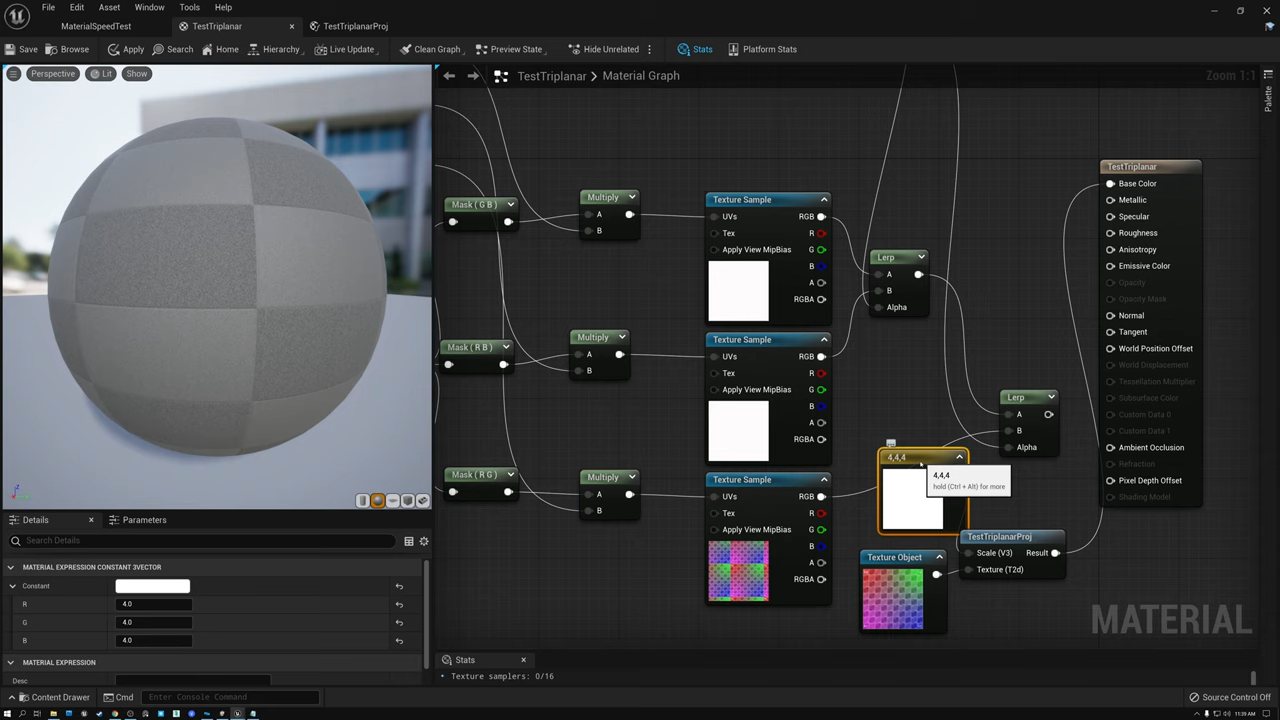 File Edit Asset Window Tools Help
MaterialSpeedTest TestTriplanar TestTriplanarProj
Save Browse Apply Search Home Hierarchy Live Update Clean Graph Preview State Hide Unrelated Stats Platform Stats
Perspective Lit Show
TestTriplanar Material Graph Zoom 1:1
Palette
Mask ( G B )
Multiply
A
B
Texture Sample
UVs RGB
Tex R
Apply View MipBias G
B
A
RGBA
Lerp
A
B
Alpha
Mask ( R B )
Multiply
A
B
Texture Sample
UVs RGB
Tex R
Apply View MipBias G
B
A
RGBA
Lerp
A
B
Alpha
Mask ( R G )
Multiply
A
B
Texture Sample
UVs RGB
Tex R
Apply View MipBias G
B
A
RGBA
4,4,4
4,4,4
hold (Ctrl + Alt) for more
TestTriplanarProj
Scale (V3) Result
Texture (T2d)
Texture Object
TestTriplanar
Base Color
Metallic
Specular
Roughness
Anisotropy
Emissive Color
Opacity
Opacity Mask
Normal
Tangent
World Position Offset
World Displacement
Tessellation Multiplier
Subsurface Color
Custom Data 0
Custom Data 1
Ambient Occlusion
Refraction
Pixel Depth Offset
Shading Model
MATERIAL
Details Parameters
Search Details
MATERIAL EXPRESSION CONSTANT 3VECTOR
Constant
R 4.0
G 4.0
B 4.0
MATERIAL EXPRESSION
Desc
Stats
Texture samplers: 0/16
Content Drawer Cmd Enter Console Command Source Control Off
11:39 AM